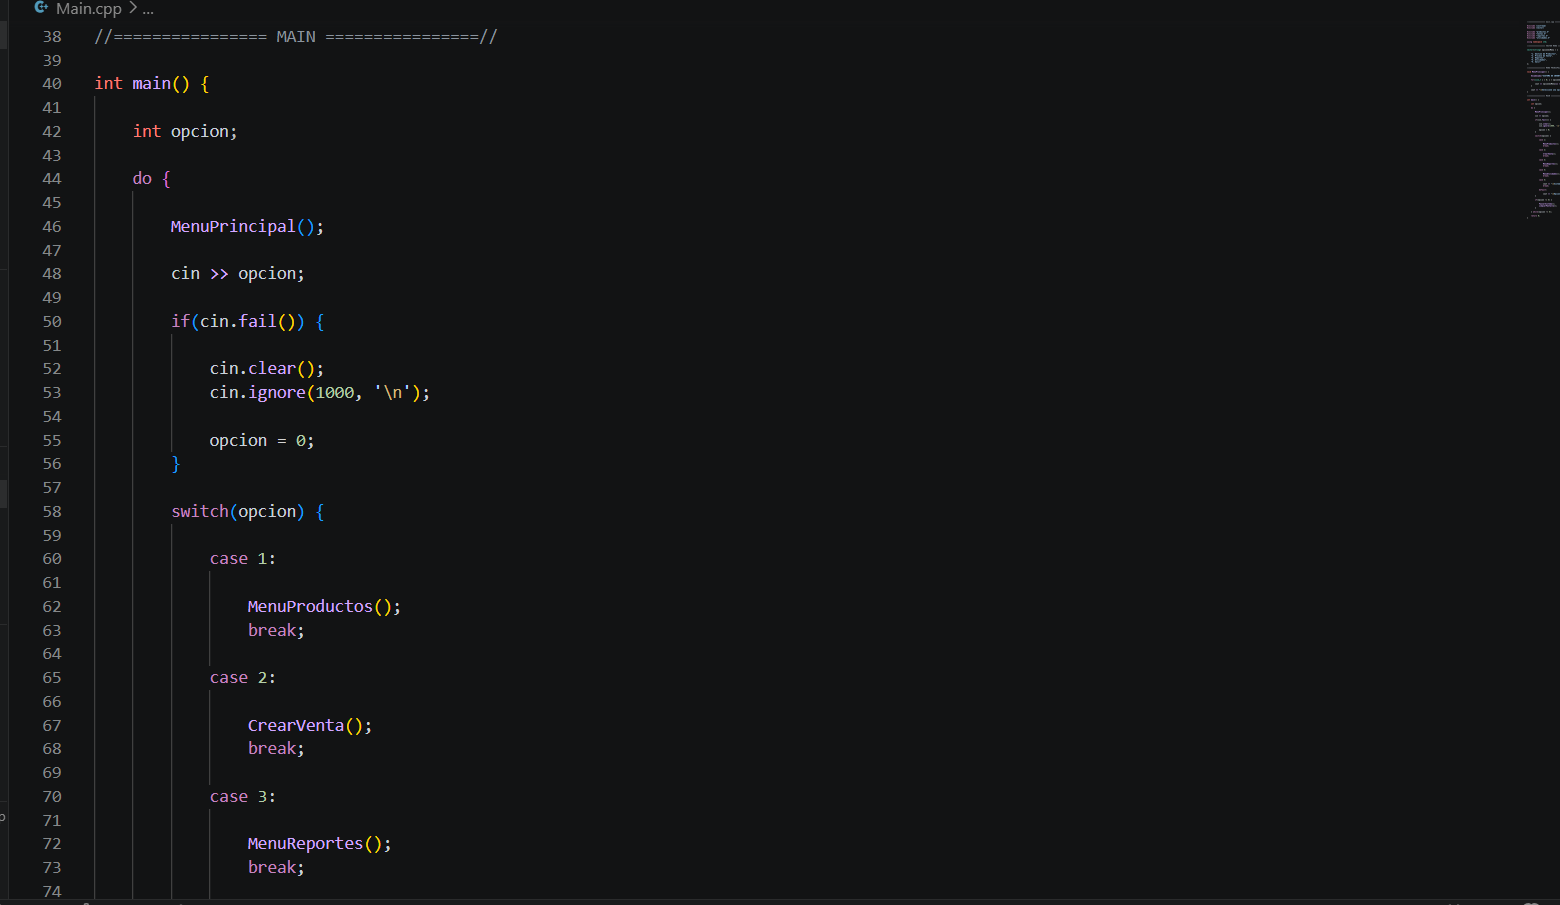 Main.cpp > ...
38 //================ MAIN ================//
39
40 int main() {
41
42 int opcion;
43
44 do {
45
46 MenuPrincipal();
47
48 cin >> opcion;
49
50 if(cin.fail()) {
51
52 cin.clear();
53 cin.ignore(1000, '\n');
54
55 opcion = 0;
56 }
57
58 switch(opcion) {
59
60 case 1:
61
62 MenuProductos();
63 break;
64
65 case 2:
66
67 CrearVenta();
68 break;
69
70 case 3:
71
72 MenuReportes();
73 break;
74